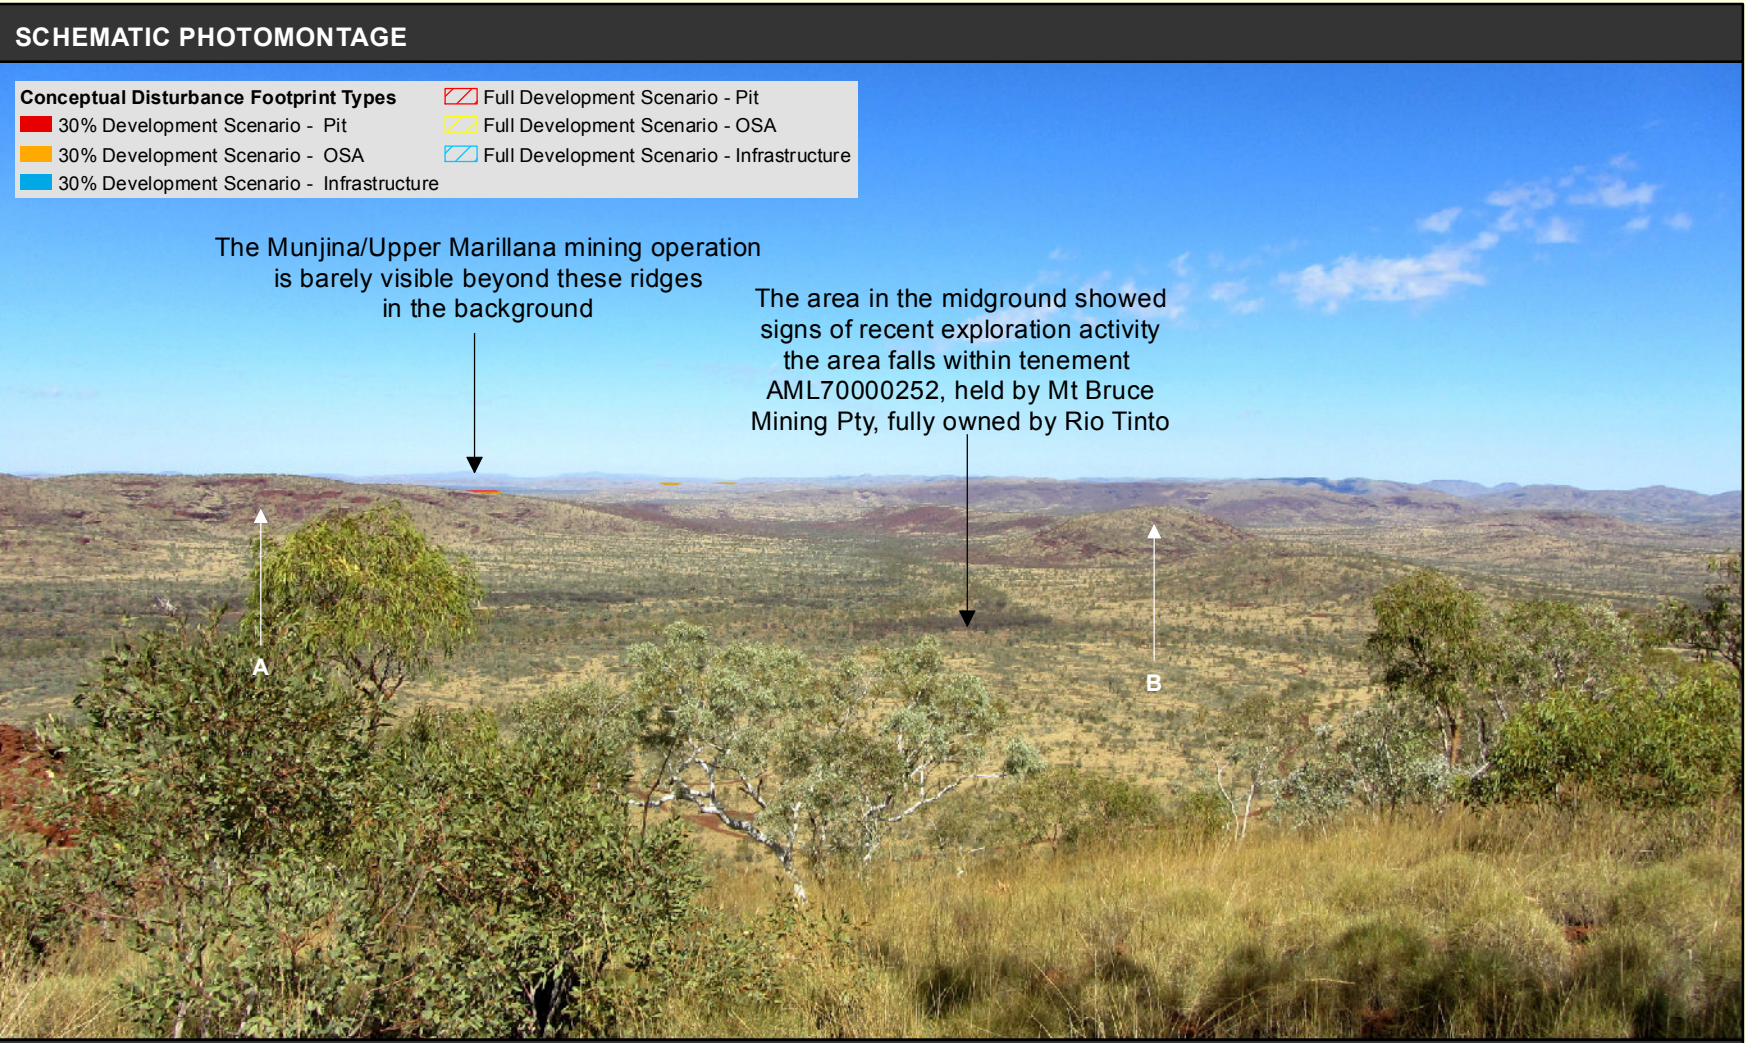 SCHEMATIC PHOTOMONTAGE
Conceptual Disturbance Footprint Types
30% Development Scenario - Pit
30% Development Scenario - OSA
30% Development Scenario - Infrastructure
Full Development Scenario - Pit
Full Development Scenario - OSA
Full Development Scenario - Infrastructure
The Munjina/Upper Marillana mining operation
is barely visible beyond these ridges
in the background
The area in the midground showed
signs of recent exploration activity
the area falls within tenement
AML70000252, held by Mt Bruce
Mining Pty, fully owned by Rio Tinto
A
B